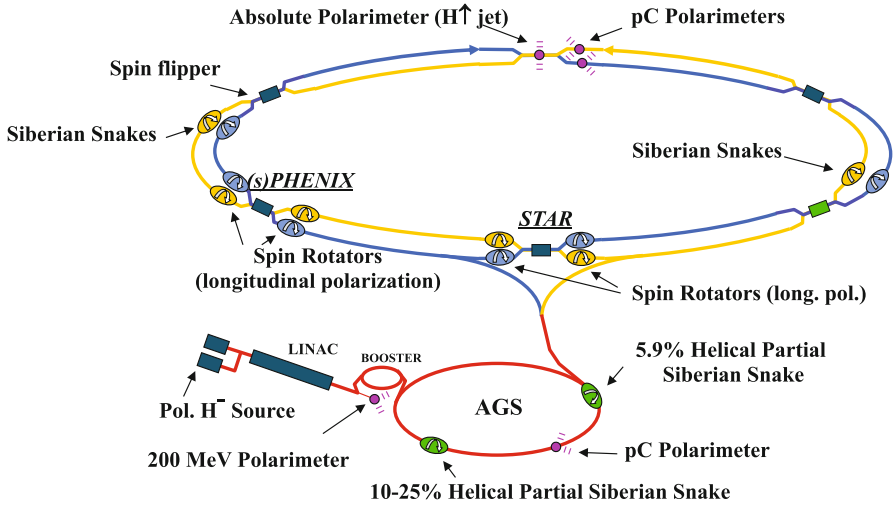 Absolute Polarimeter (H↑ jet)
pC Polarimeters
Spin flipper
Siberian Snakes
Siberian Snakes
(s)PHENIX
STAR
Spin Rotators
(longitudinal polarization)
Spin Rotators (long. pol.)
LINAC
BOOSTER
5.9% Helical Partial
Siberian Snake
Pol. H⁻ Source
AGS
200 MeV Polarimeter
pC Polarimeter
10-25% Helical Partial Siberian Snake